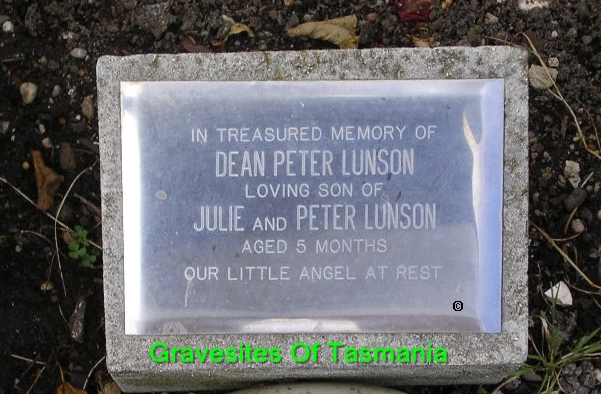 IN TREASURED MEMORY OF
DEAN PETER LUNSON
LOVING SON OF
JULIE AND PETER LUNSON
AGED 5 MONTHS
OUR LITTLE ANGEL AT REST
©
Gravesites Of Tasmania